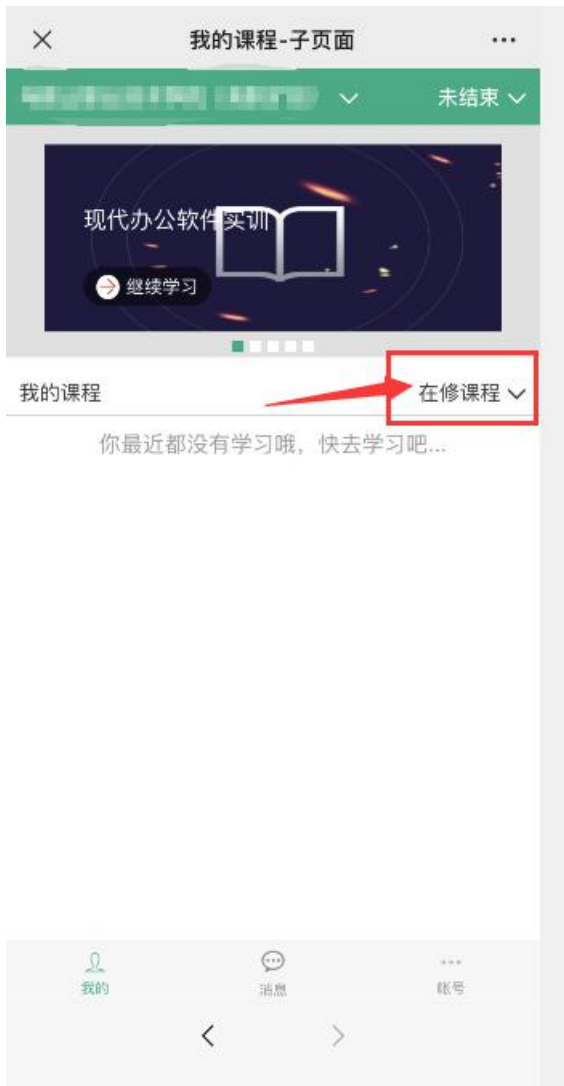 我的课程-子页面
未结束
现代办公软件实训
继续学习
我的课程
在修课程
你最近都没有学习哦，快去学习吧...
我的
消息
帐号